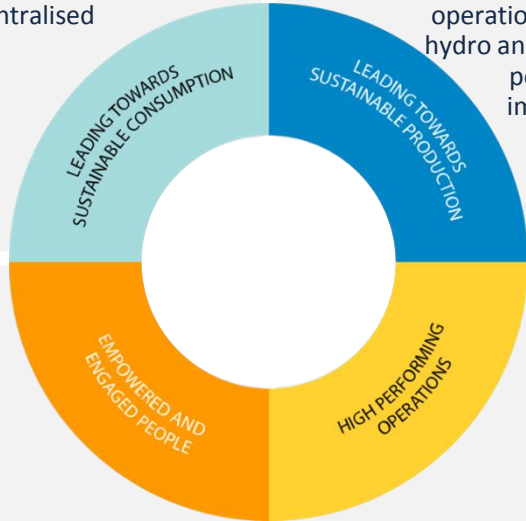 ntralised
operatio
hydro an
po
im
LEADING TOWARDS
SUSTAINABLE CONSUMPTION
LEADING TOWARDS
SUSTAINABLE PRODUCTION
EMPOWERED AND
ENGAGED PEOPLE
HIGH PERFORMING
OPERATIONS